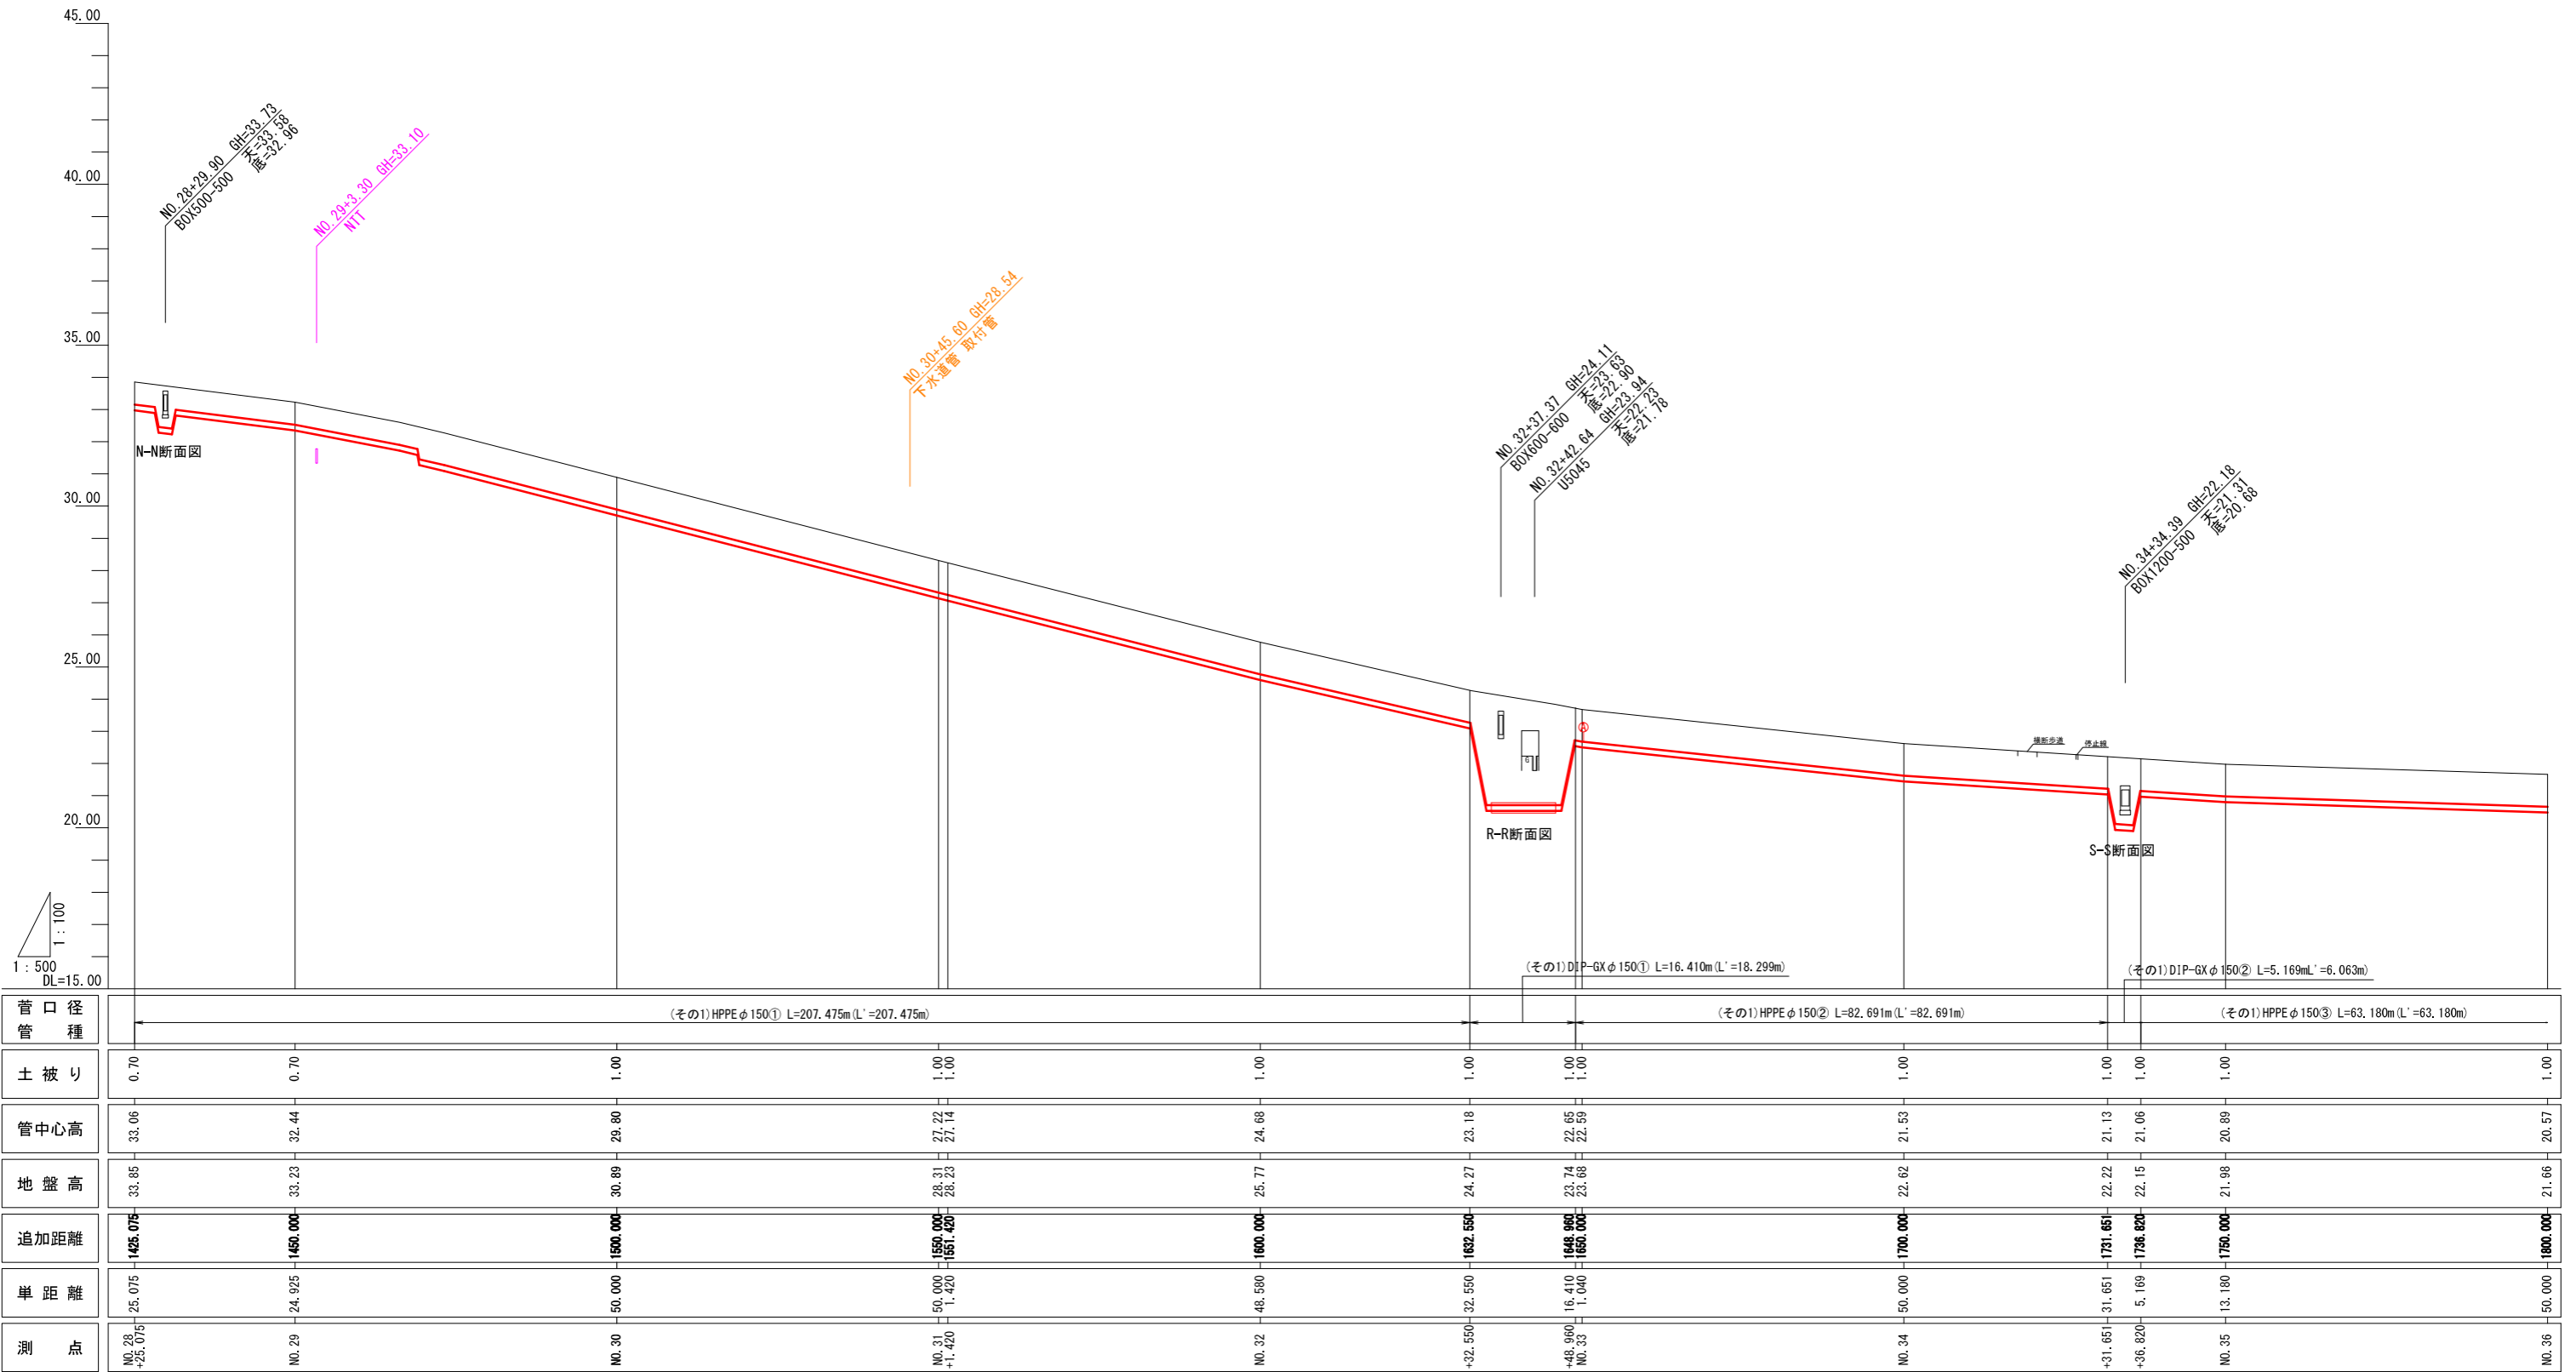 45.00
40.00
35.00
30.00
25.00
20.00
DL=15.00
1 : 100
1 : 500
NO.28+29.90 GH=33.73
BOX500-500 天=33.58
底=32.96
NO.29+3.30 GH=33.10
NTT
NO.30+45.60 GH=28.54
下水道管 取付管
NO.32+37.37 GH=24.11
BOX600-600 天=23.63
底=22.90
NO.32+42.64 GH=23.94
U5045 天=22.23
底=21.78
NO.34+34.39 GH=22.18
BOX1200-500 天=21.31
底=20.68
N-N断面図
R-R断面図
S-S断面図
A
G
横断歩道
停止線
(その1)DIP-GXφ150① L=16.410m(L'=18.299m)
(その1)DIP-GXφ150② L=5.169mL'=6.063m)
菅口径
管種
(その1)HPPEφ150① L=207.475m(L'=207.475m)
(その1)HPPEφ150② L=82.691m(L'=82.691m)
(その1)HPPEφ150③ L=63.180m(L'=63.180m)
土被り 0.70 0.70 1.00 1.00 1.00 1.00 1.00 1.00 1.00 1.00 1.00 1.00 1.00 1.00
管中心高 33.06 32.44 29.80 27.22 27.14 24.68 23.18 22.65 22.59 21.53 21.13 21.06 20.89 20.57
地盤高 33.85 33.23 30.89 28.31 28.23 25.77 24.27 23.74 23.68 22.62 22.22 22.15 21.98 21.66
追加距離 1425.075 1450.000 1500.000 1550.000 1551.420 1600.000 1632.550 1648.960 1650.000 1700.000 1731.651 1736.820 1750.000 1800.000
単距離 25.075 24.925 50.000 50.000 1.420 48.580 32.550 16.410 1.040 50.000 31.651 5.169 13.180 50.000
測点 NO.28 +25.075 NO.29 NO.30 NO.31 +1.420 NO.32 +32.550 +48.960 NO.33 NO.34 +31.651 +36.820 NO.35 NO.36